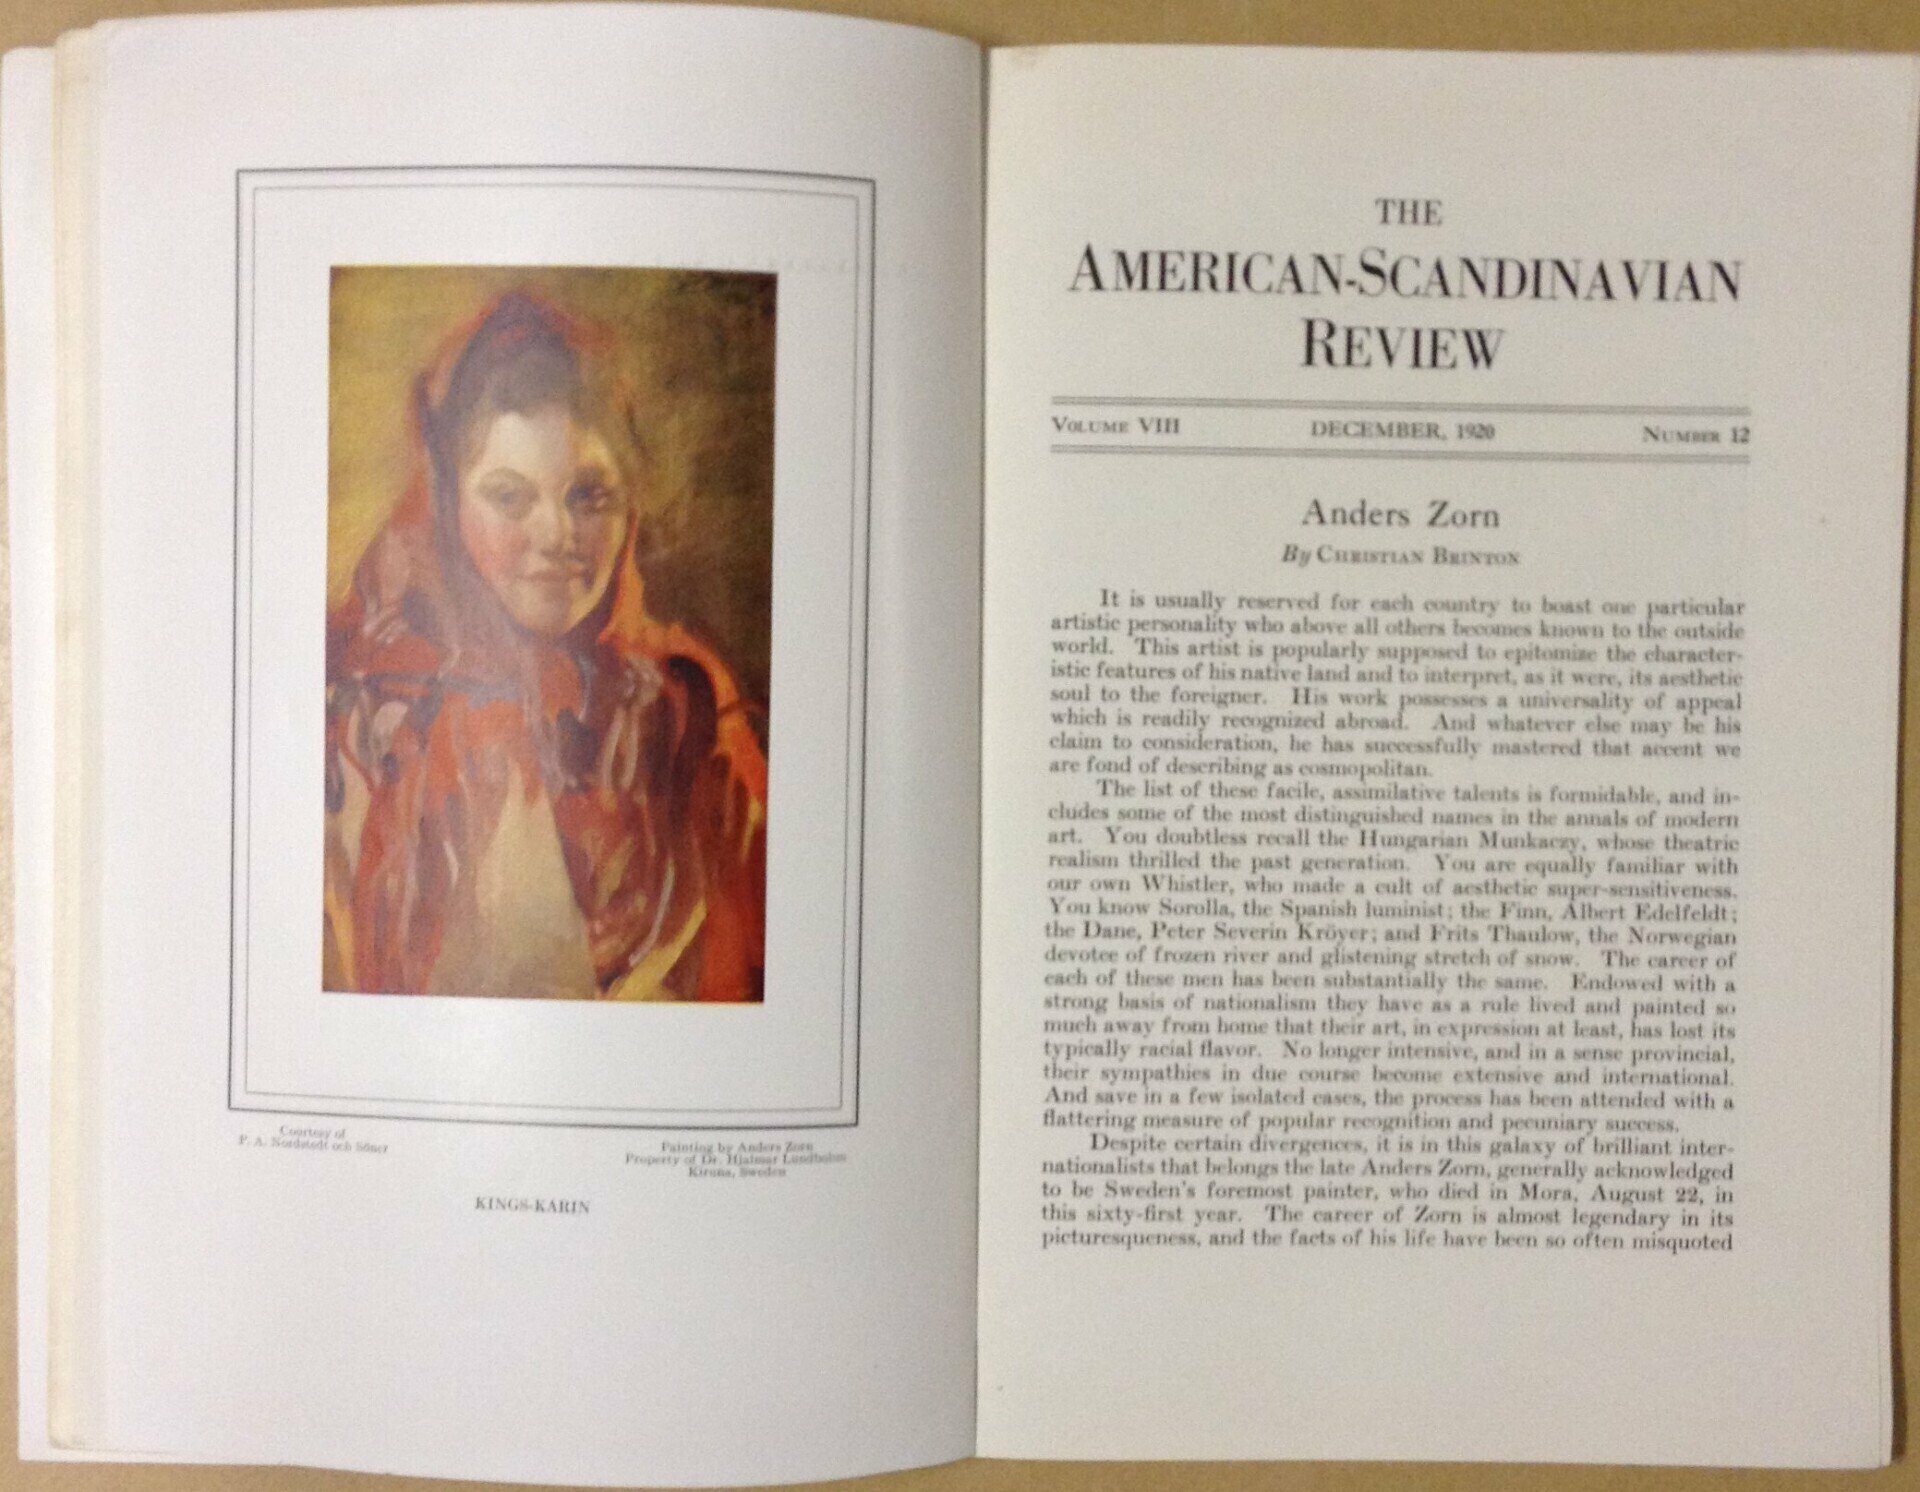 Courtesy of
P. A. Nordstedt och Söner
Painting by Anders Zorn
Property of Dr. Hjalmar Lundbohm
Kiruna, Sweden
KINGS-KARIN
THE
AMERICAN-SCANDINAVIAN
REVIEW
VOLUME VIII DECEMBER, 1920 NUMBER 12
Anders Zorn
By CHRISTIAN BRINTON
It is usually reserved for each country to boast one particular
artistic personality who above all others becomes known to the outside
world. This artist is popularly supposed to epitomize the character-
istic features of his native land and to interpret, as it were, its aesthetic
soul to the foreigner. His work possesses a universality of appeal
which is readily recognized abroad. And whatever else may be his
claim to consideration, he has successfully mastered that accent we
are fond of describing as cosmopolitan.
The list of these facile, assimilative talents is formidable, and in-
cludes some of the most distinguished names in the annals of modern
art. You doubtless recall the Hungarian Munkaczy, whose theatric
realism thrilled the past generation. You are equally familiar with
our own Whistler, who made a cult of aesthetic super-sensitiveness.
You know Sorolla, the Spanish luminist; the Finn, Albert Edelfeldt;
the Dane, Peter Severin Kröyer; and Frits Thaulow, the Norwegian
devotee of frozen river and glistening stretch of snow. The career of
each of these men has been substantially the same. Endowed with a
strong basis of nationalism they have as a rule lived and painted so
much away from home that their art, in expression at least, has lost its
typically racial flavor. No longer intensive, and in a sense provincial,
their sympathies in due course become extensive and international.
And save in a few isolated cases, the process has been attended with a
flattering measure of popular recognition and pecuniary success.
Despite certain divergences, it is in this galaxy of brilliant inter-
nationalists that belongs the late Anders Zorn, generally acknowledged
to be Sweden's foremost painter, who died in Mora, August 22, in
this sixty-first year. The career of Zorn is almost legendary in its
picturesqueness, and the facts of his life have been so often misquoted